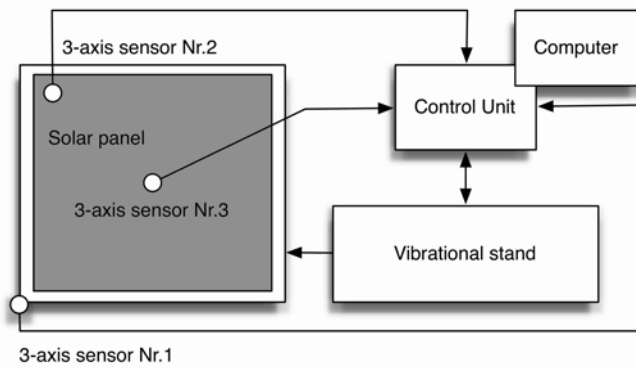 3-axis sensor Nr.2
Computer
Control Unit
Solar panel
3-axis sensor Nr.3
Vibrational stand
3-axis sensor Nr.1